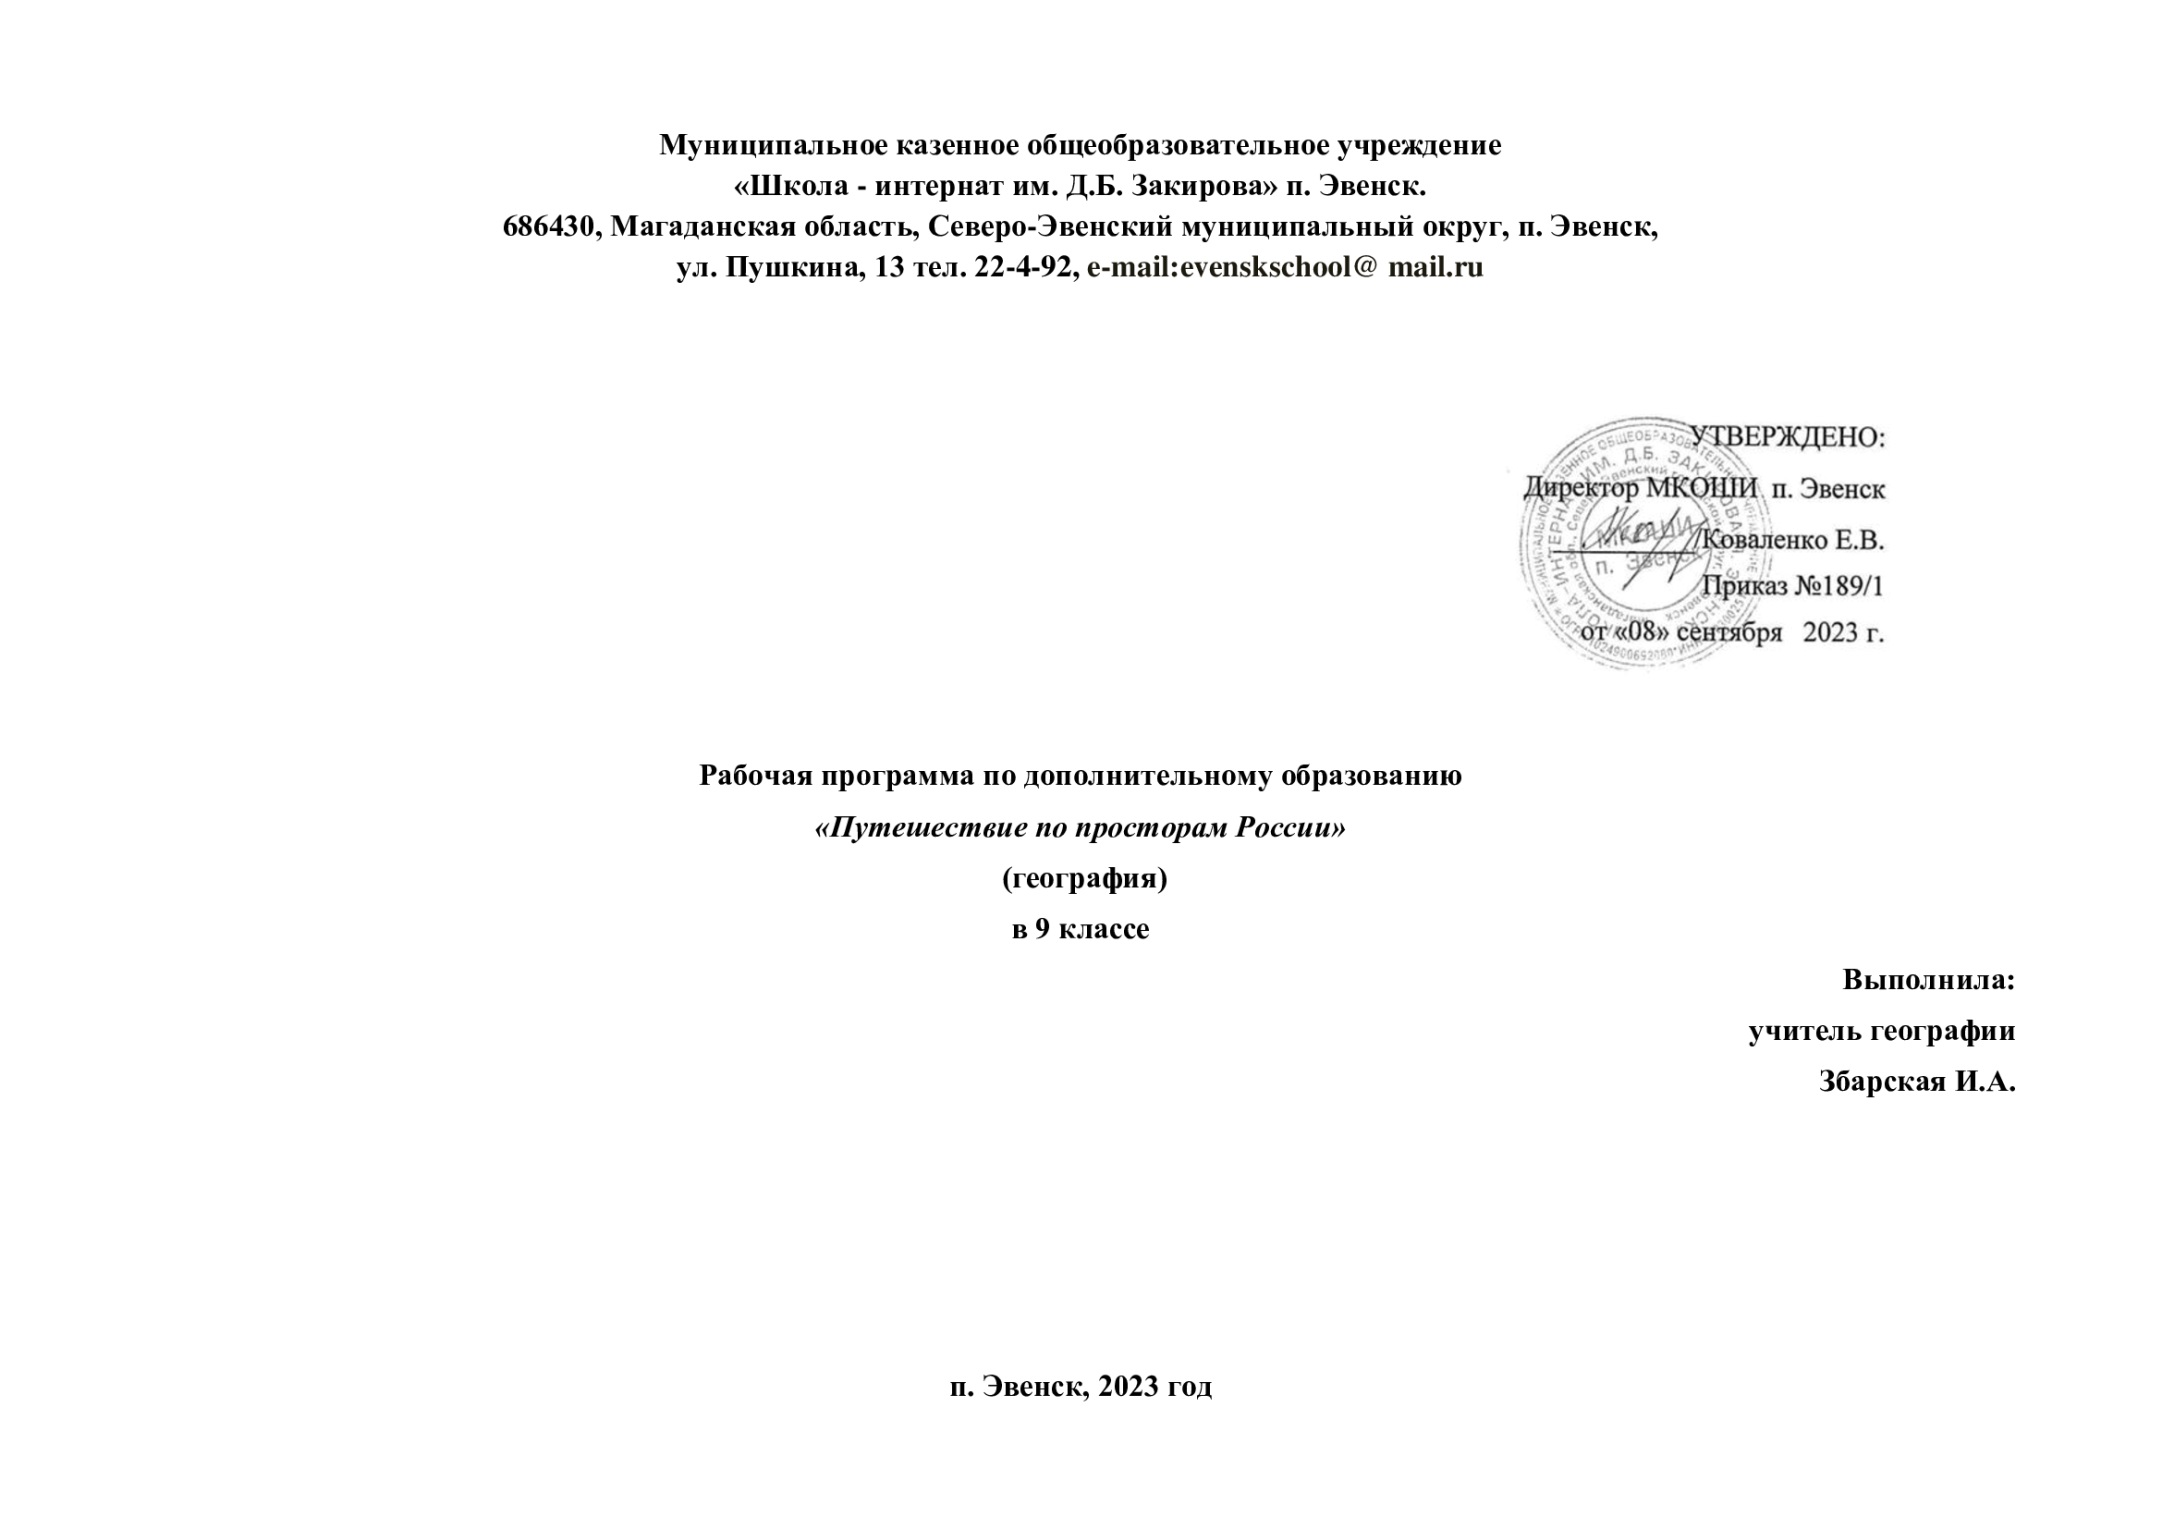 Муниципальное казенное общеобразовательное учреждение
«Школа - интернат им. Д.Б. Закирова» п. Эвенск.
686430, Магаданская область, Северо-Эвенский муниципальный округ, п. Эвенск,
ул. Пушкина, 13 тел. 22-4-92, e-mail:evenskschool@ mail.ru
УТВЕРЖДЕНО:
Директор МКОШИ п. Эвенск
/Коваленко Е.В.
Приказ №189/1
от «08» сентября 2023 г.
МКОШИ
п. Эвенск
Рабочая программа по дополнительному образованию
«Путешествие по просторам России»
(география)
в 9 классе
Выполнила:
учитель географии
Збарская И.А.
п. Эвенск, 2023 год